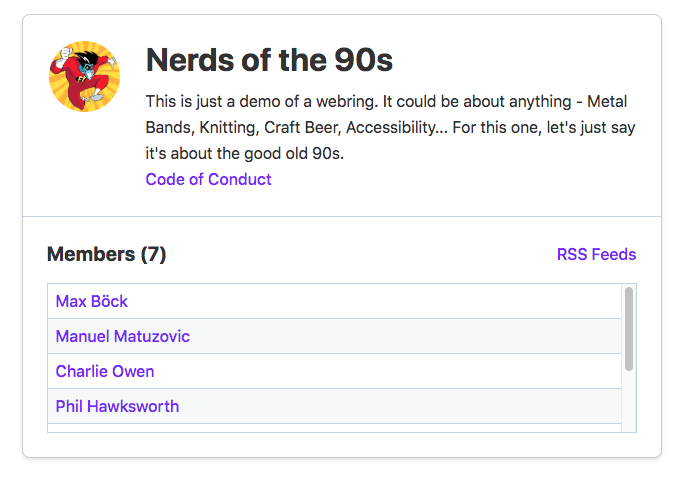 Nerds of the 90s
This is just a demo of a webring. It could be about anything - Metal
Bands, Knitting, Craft Beer, Accessibility... For this one, let's just say
it's about the good old 90s.
Code of Conduct
Members (7)
RSS Feeds
Max Böck
Manuel Matuzovic
Charlie Owen
Phil Hawksworth